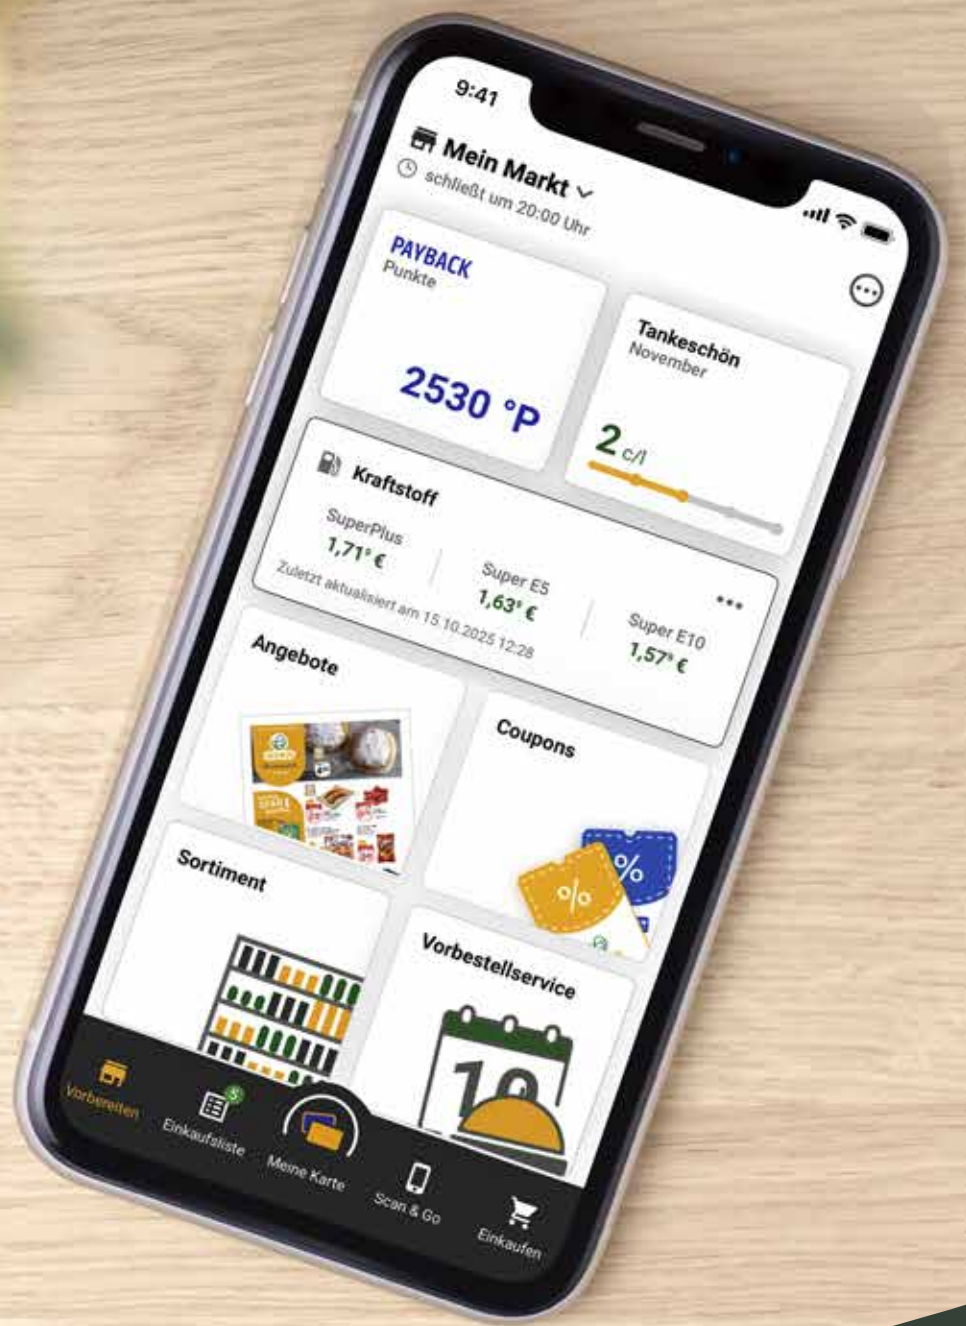 9:41
Mein Markt
schließt um 20:00 Uhr
PAYBACK
Punkte
2530 °P
Tankeschön
November
2 c/l
Kraftstoff
SuperPlus
1,71⁹ €
Super E5
1,63⁹ €
Super E10
1,57⁹ €
Zuletzt aktualisiert am 15.10.2025 12:28
Angebote
Coupons
%
%
Sortiment
Vorbestellservice
Vorbereiten
5
Einkaufsliste
Meine Karte
Scan & Go
Einkaufen